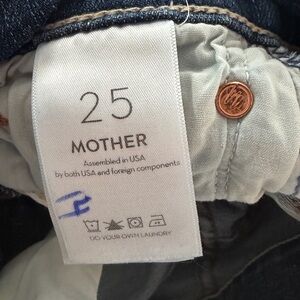 25
MOTHER
Assembled in USA
by both USA and foreign components
DO YOUR OWN LAUNDRY